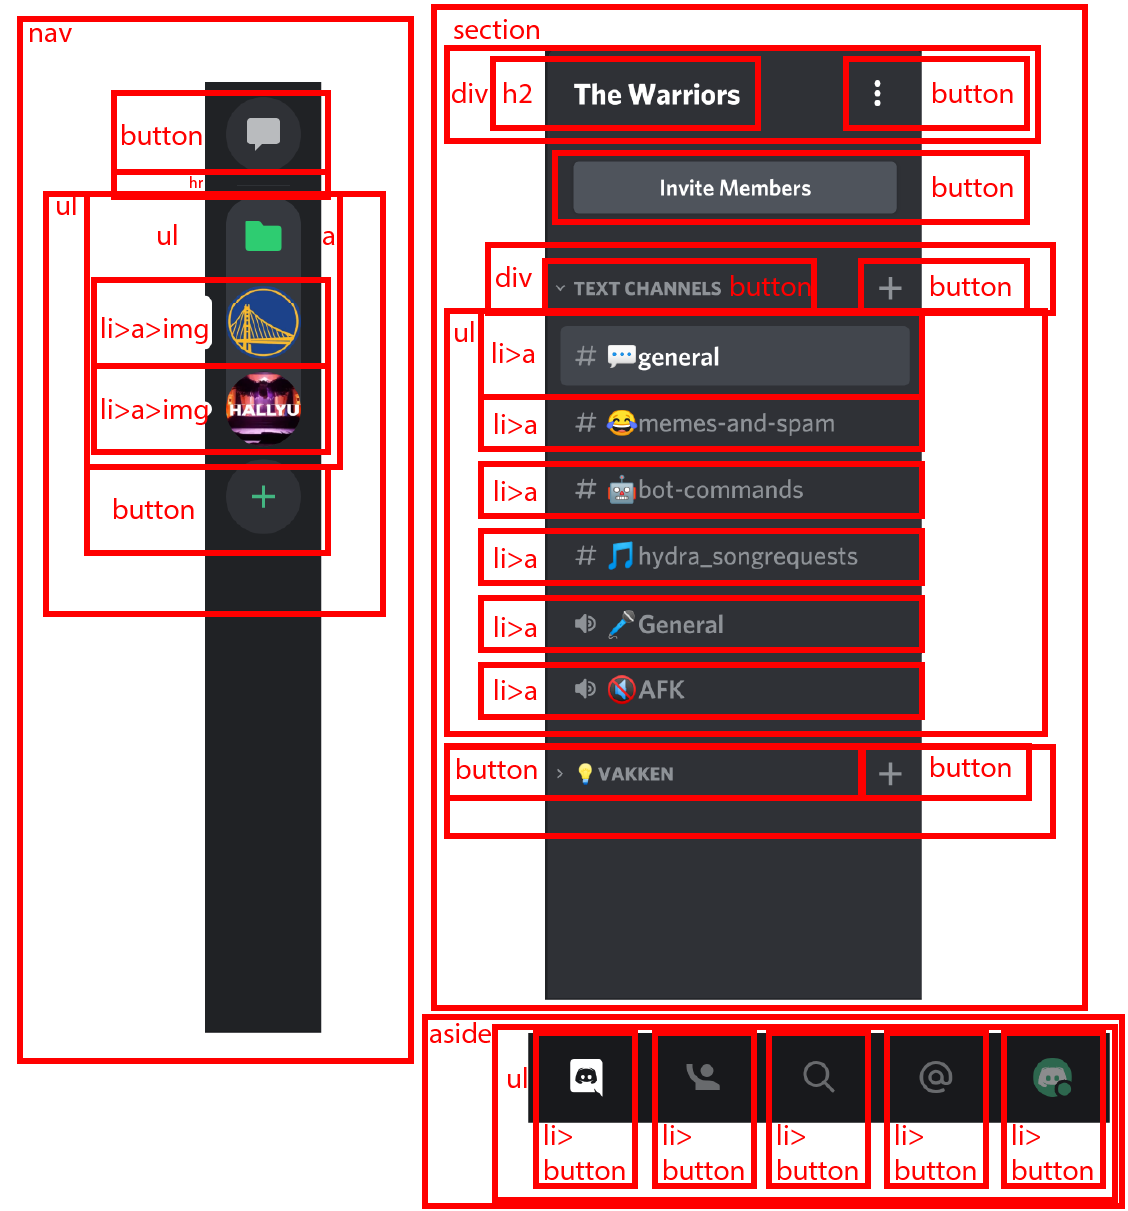 nav
button
hr
ul
ul
a
li>a>img
li>a>img
HALLYU
button
section
div
h2
The Warriors
button
Invite Members
button
div
TEXT CHANNELS
button
button
ul
li>a
# 💬general
li>a
# 😂memes-and-spam
li>a
# 🤖bot-commands
li>a
# 🎵hydra_songrequests
li>a
🎤General
li>a
🔇AFK
button
💡VAKKEN
button
aside
ul
@
li>
button
li>
button
li>
button
li>
button
li>
button